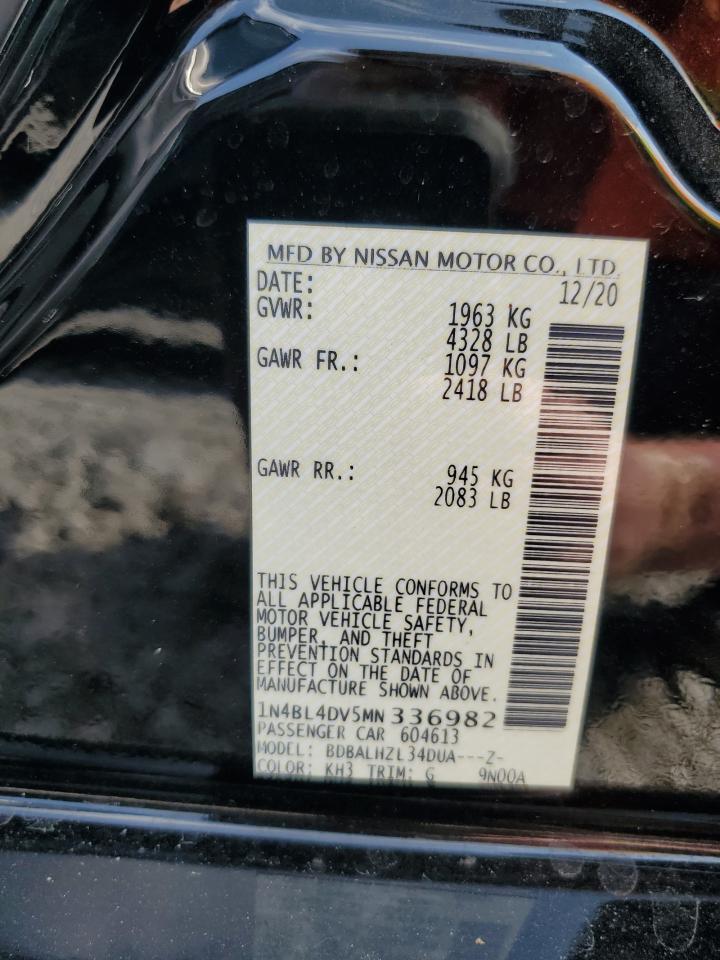 MFD BY NISSAN MOTOR CO., LTD.
DATE: 12/20
GVWR: 1963 KG
4328 LB
GAWR FR.: 1097 KG
2418 LB
GAWR RR.: 945 KG
2083 LB
THIS VEHICLE CONFORMS TO
ALL APPLICABLE FEDERAL
MOTOR VEHICLE SAFETY,
BUMPER, AND THEFT
PREVENTION STANDARDS IN
EFFECT ON THE DATE OF
MANUFACTURE SHOWN ABOVE.
1N4BL4DV5MN 336982
PASSENGER CAR 604613
MODEL: BDBALHZL34DUA---Z-
COLOR: KH3 TRIM: G 9N00A